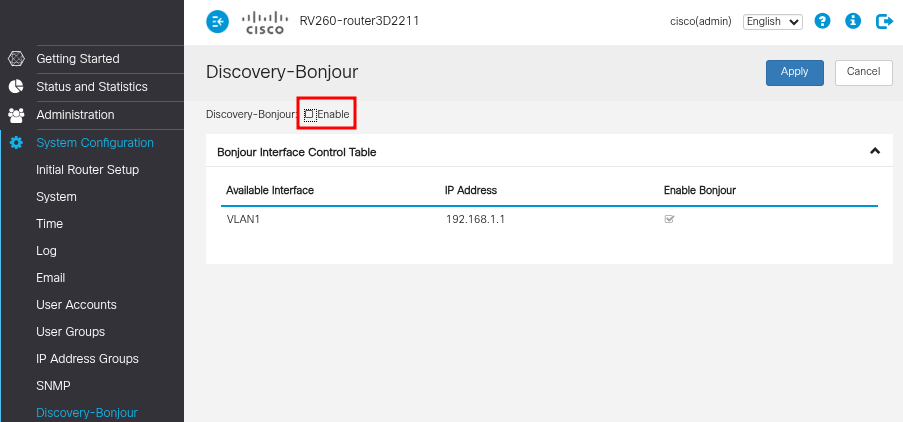 cisco
RV260-router3D2211
cisco(admin)
English
Getting Started
Status and Statistics
Administration
System Configuration
Initial Router Setup
System
Time
Log
Email
User Accounts
User Groups
IP Address Groups
SNMP
Discovery-Bonjour
Discovery-Bonjour
Apply
Cancel
Discovery-Bonjour: Enable
Bonjour Interface Control Table
Available Interface IP Address Enable Bonjour
VLAN1 192.168.1.1